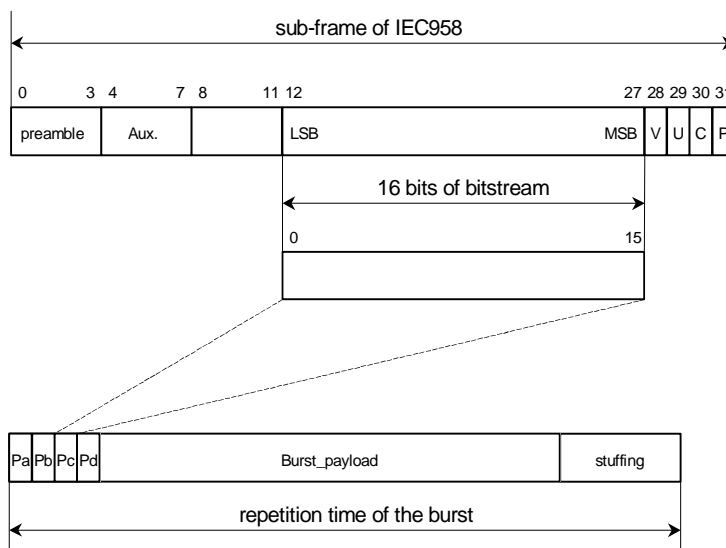 sub-frame of IEC958
0 3 4 7 8 11 12 27 28 29 30 31
preamble Aux. LSB MSB V U C P
16 bits of bitstream
0 15
Pa Pb Pc Pd Burst_payload stuffing
repetition time of the burst